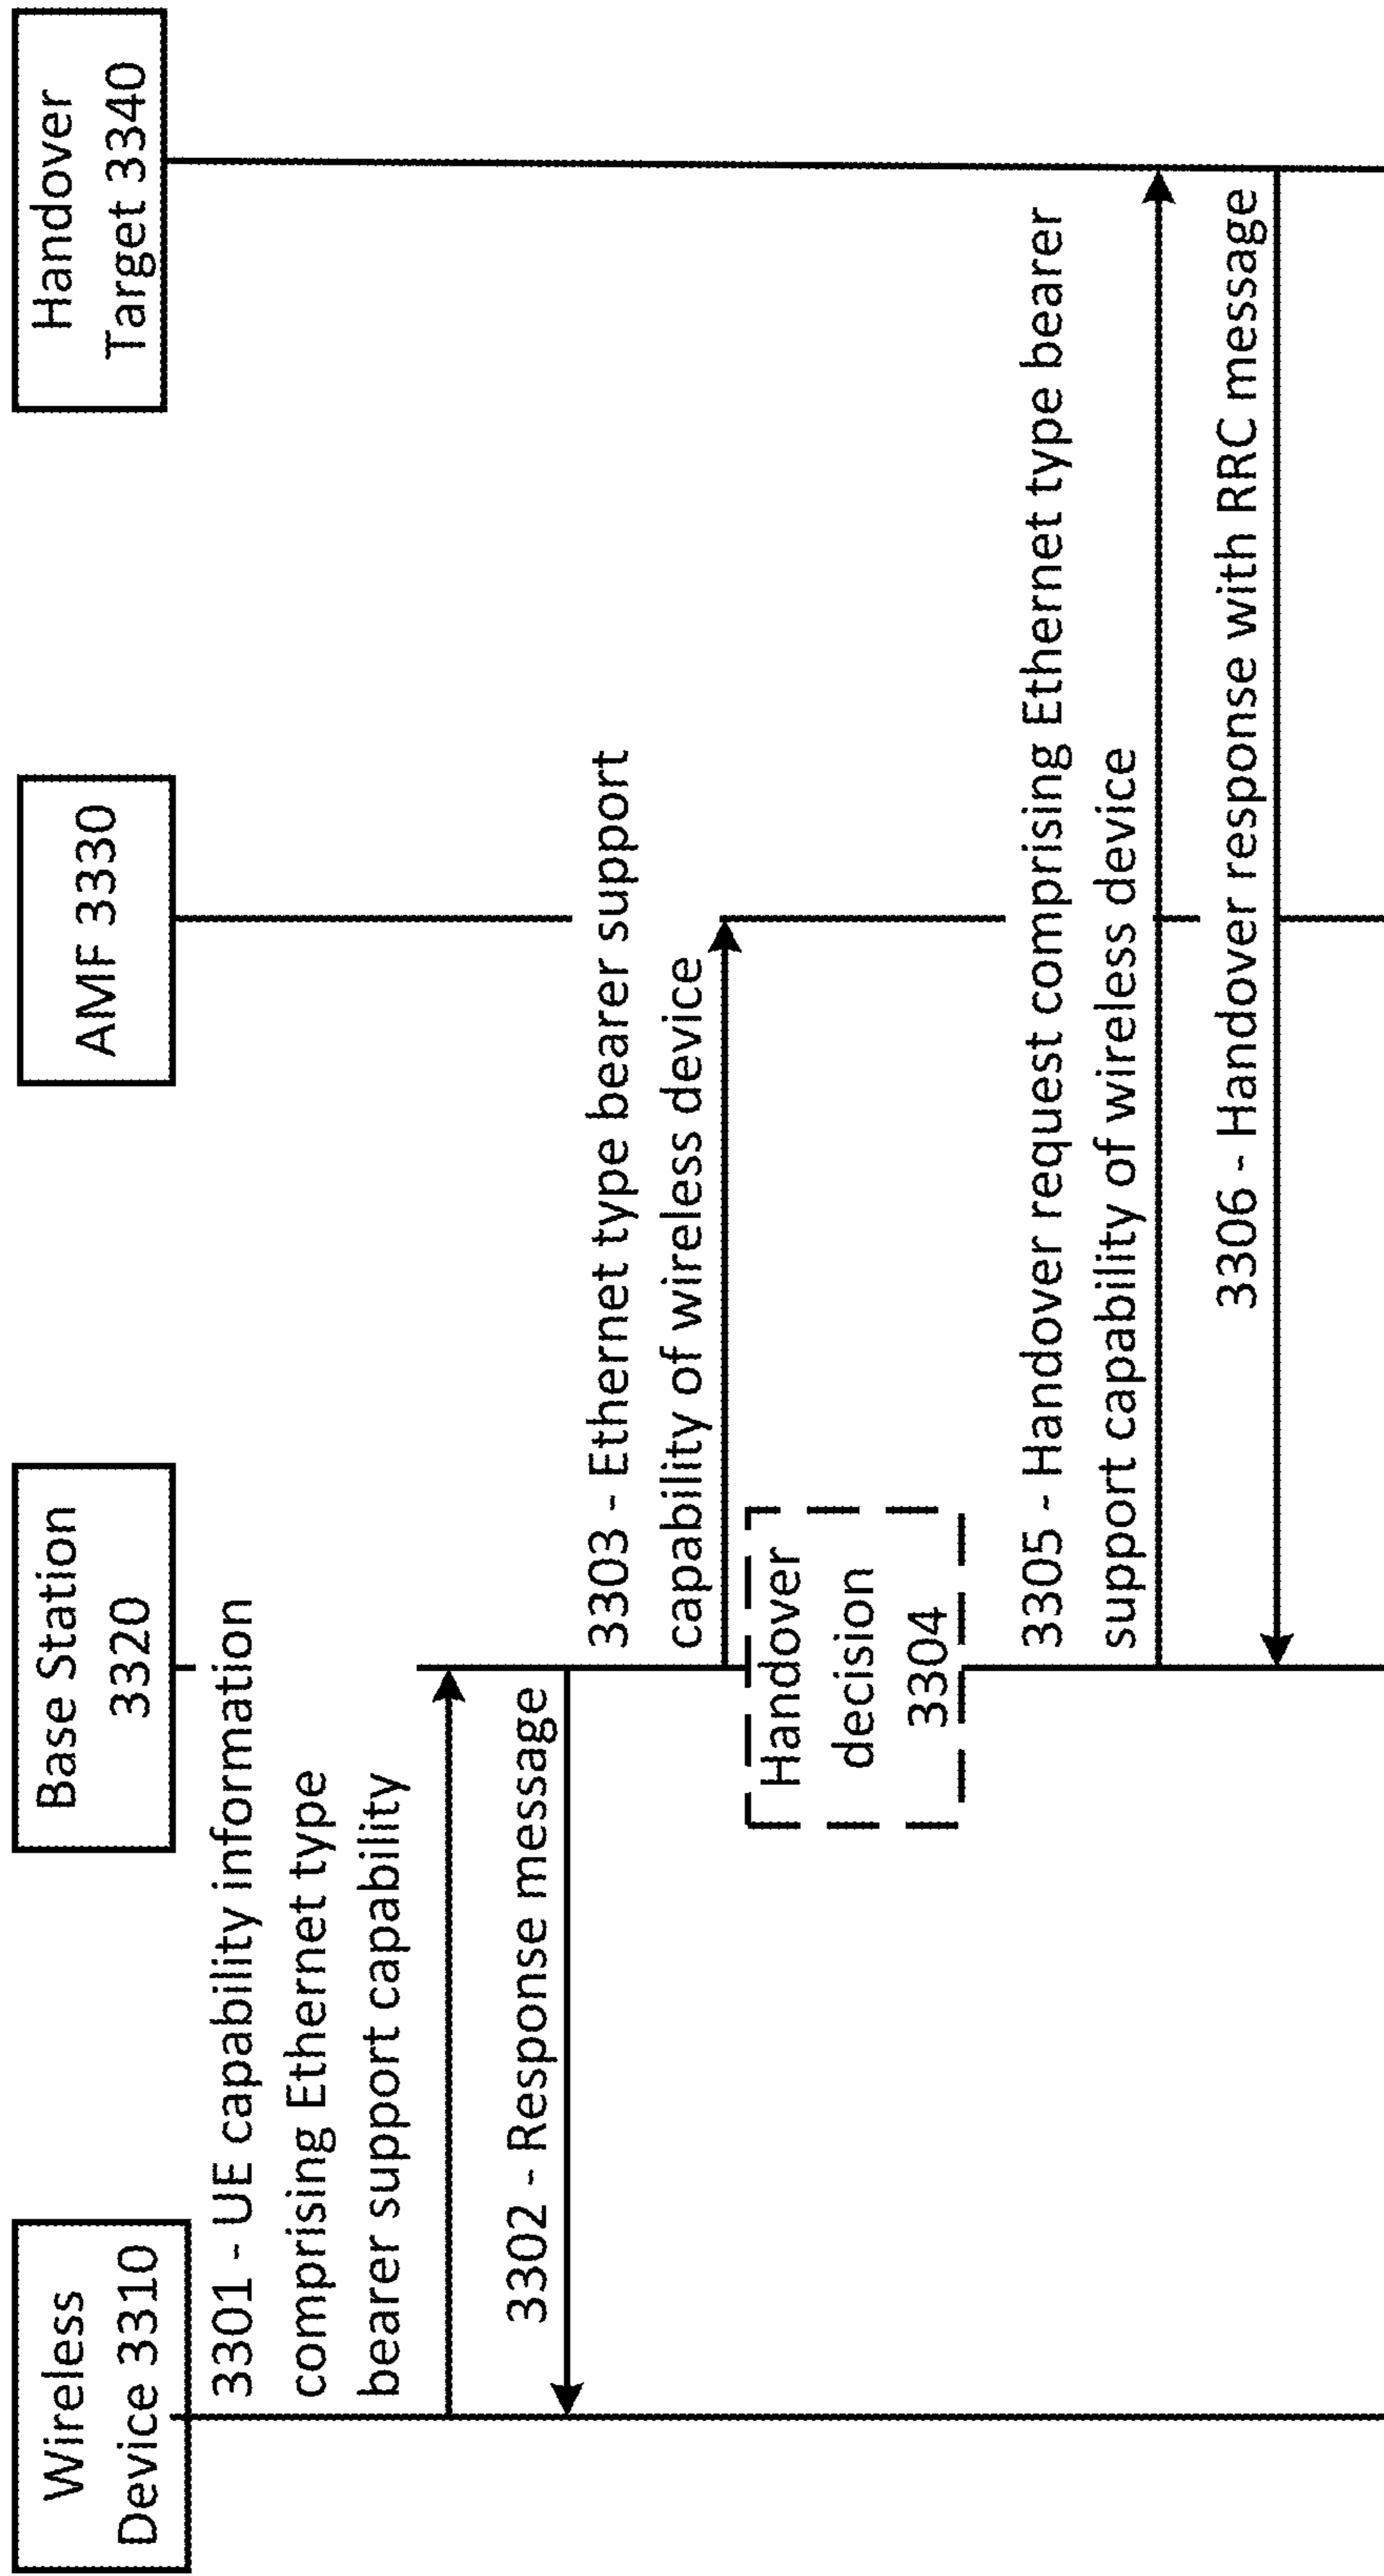 Wireless
Device 3310
Base Station
3320
AMF 3330
Handover
Target 3340
3301 - UE capability information
comprising Ethernet type
bearer support capability
3302 - Response message
3303 - Ethernet type bearer support
capability of wireless device
Handover
decision
3304
3305 - Handover request comprising Ethernet type bearer
support capability of wireless device
3306 - Handover response with RRC message